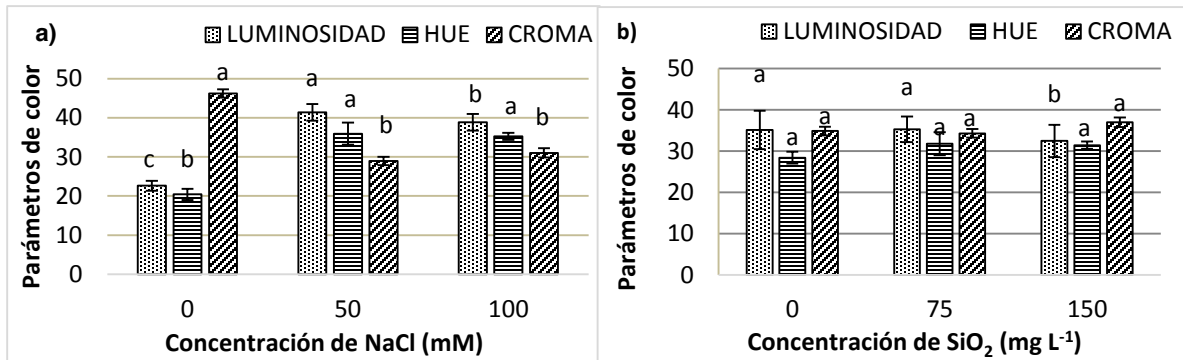 a)
LUMINOSIDAD HUE CROMA
Parámetros de color
50
40
30
20
10
0
c b a
a a b
b a b
0 50 100
Concentración de NaCl (mM)
b)
LUMINOSIDAD HUE CROMA
Parámetros de color
50
40
30
20
10
0
a a a
a a a
b a a
0 75 150
Concentración de SiO₂ (mg L⁻¹)